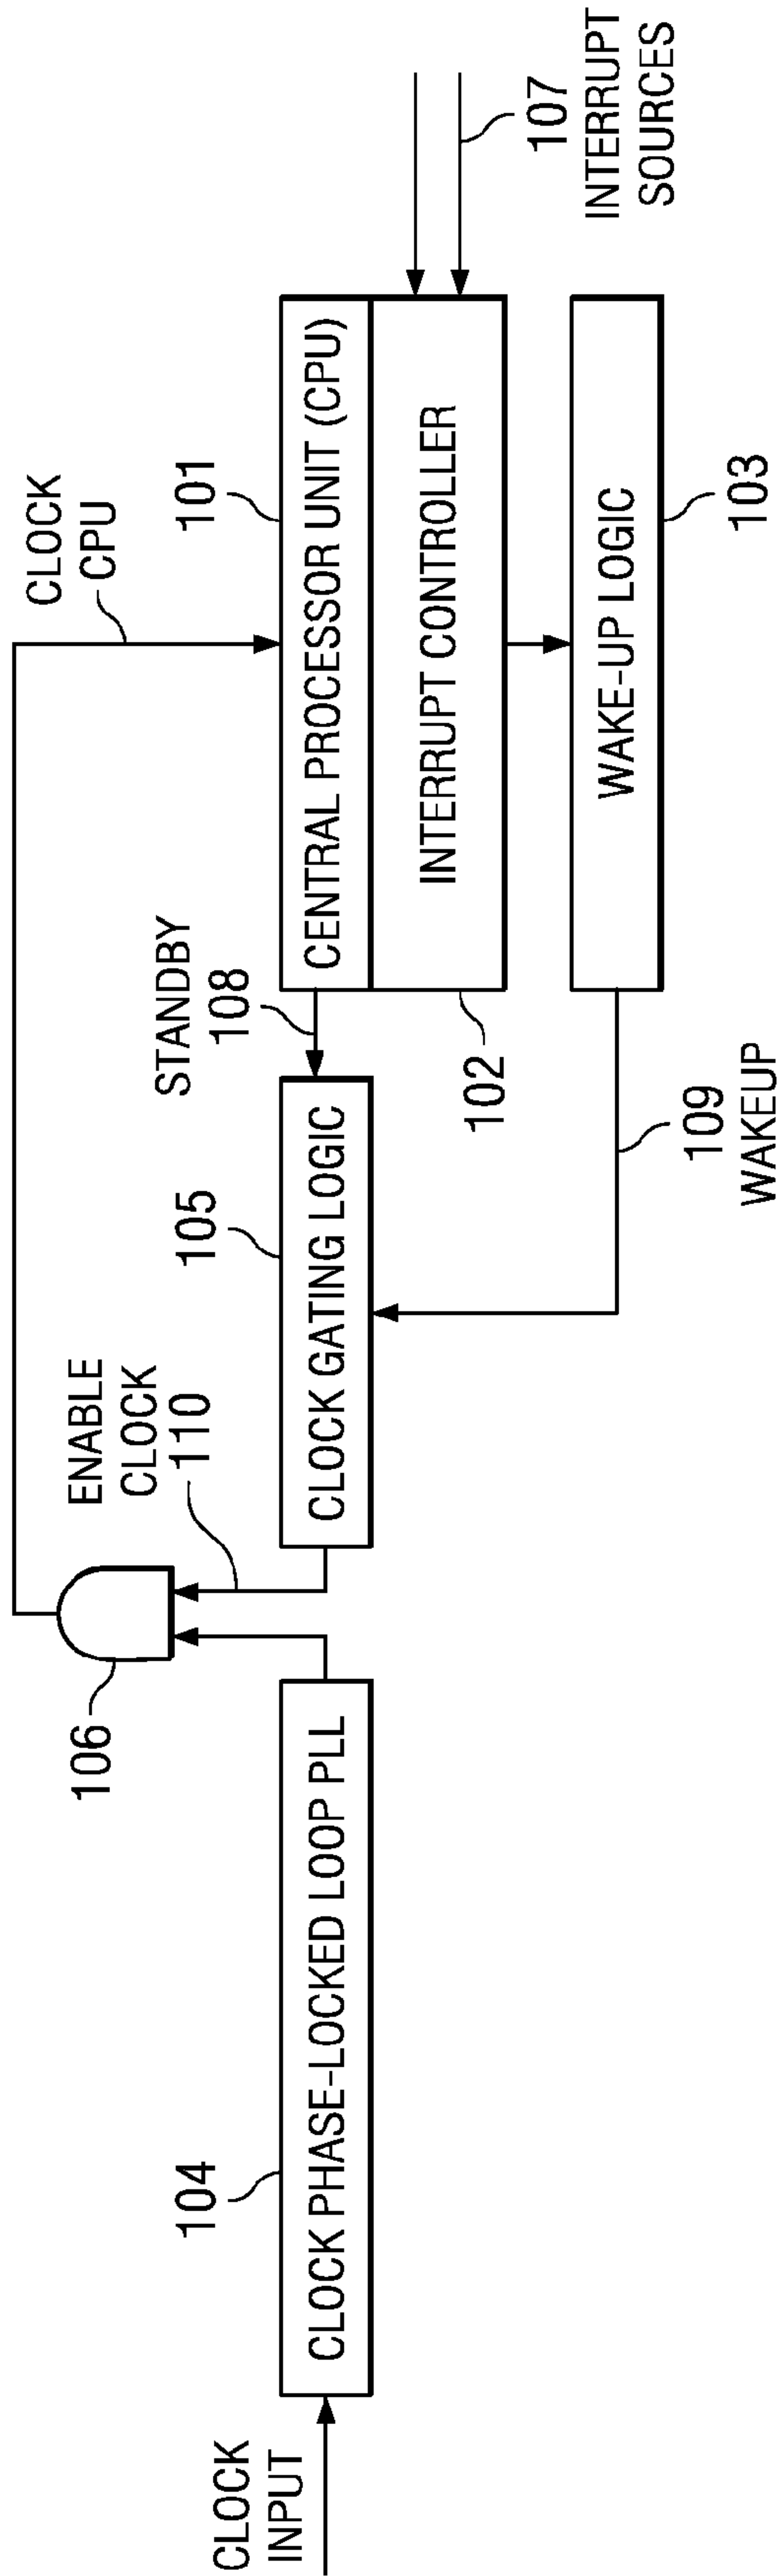 CLOCK
CPU
ENABLE
CLOCK
110
106
STANDBY
108
101
105
104
CLOCK
INPUT
CLOCK PHASE-LOCKED LOOP PLL
CLOCK GATING LOGIC
CENTRAL PROCESSOR UNIT (CPU)
INTERRUPT CONTROLLER
102
107
INTERRUPT
SOURCES
WAKE-UP LOGIC
103
109
WAKEUP